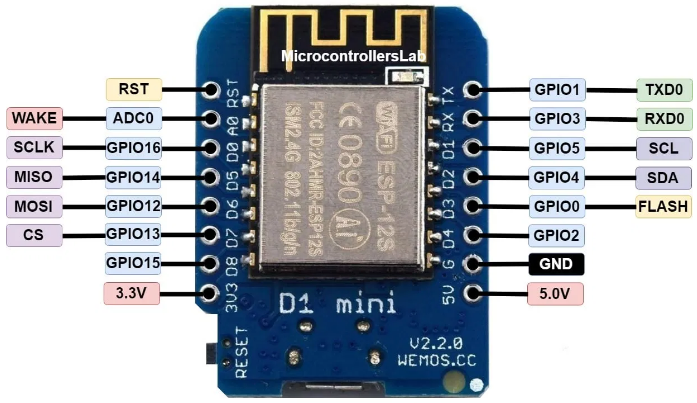 MicrocontrollersLab
RST
WAKE ADC0
SCLK GPIO16
MISO GPIO14
MOSI GPIO12
CS GPIO13
GPIO15
3.3V
RST
A0
D0
D5
D6
D7
D8
3V3
WiFi ESP-12S
CE0890 Ai
FCC ID:2AHMR-ESP12S
ISM2.4G 802.11b/g/n
TX
RX
D1
D2
D3
D4
G
5V
GPIO1 TXD0
GPIO3 RXD0
GPIO5 SCL
GPIO4 SDA
GPIO0 FLASH
GPIO2
GND
5.0V
D1 mini
RESET
V2.2.0
WEMOS.CC